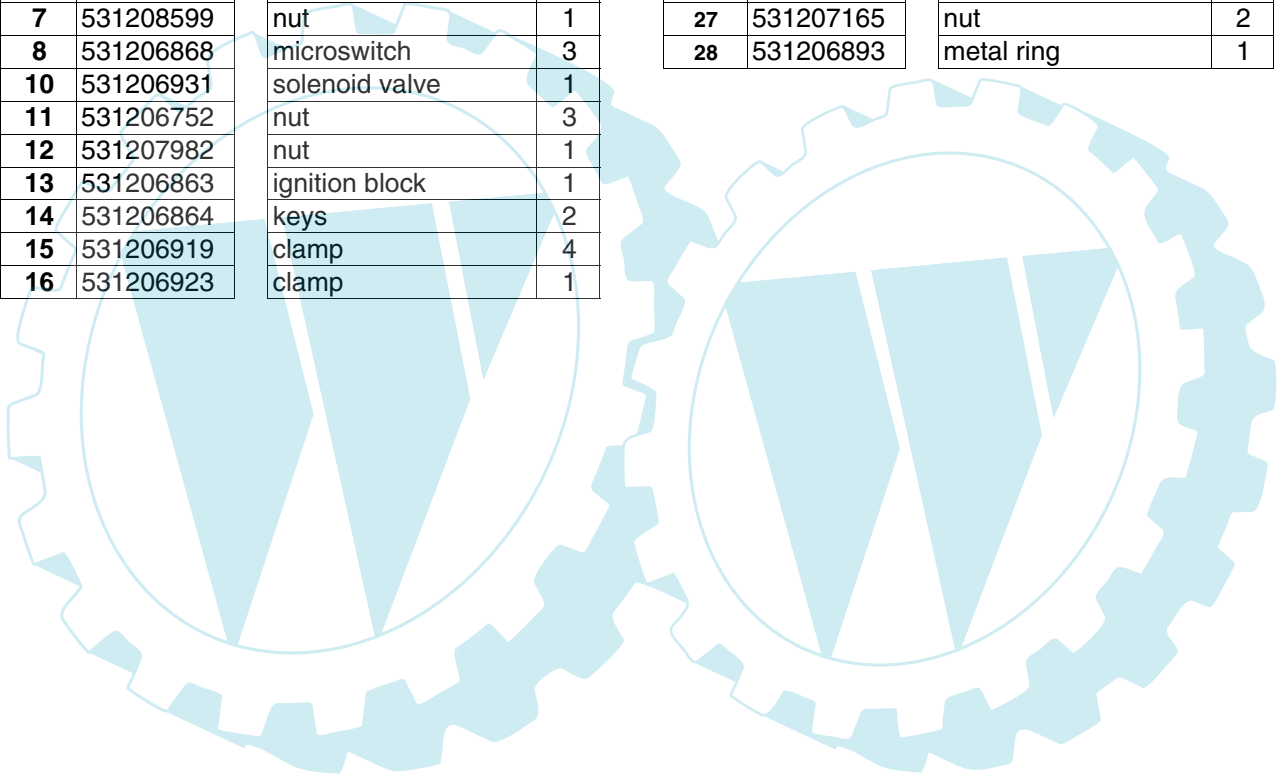 7 531208599 nut 1
8 531206868 microswitch 3
10 531206931 solenoid valve 1
11 531206752 nut 3
12 531207982 nut 1
13 531206863 ignition block 1
14 531206864 keys 2
15 531206919 clamp 4
16 531206923 clamp 1
27 531207165 nut 2
28 531206893 metal ring 1